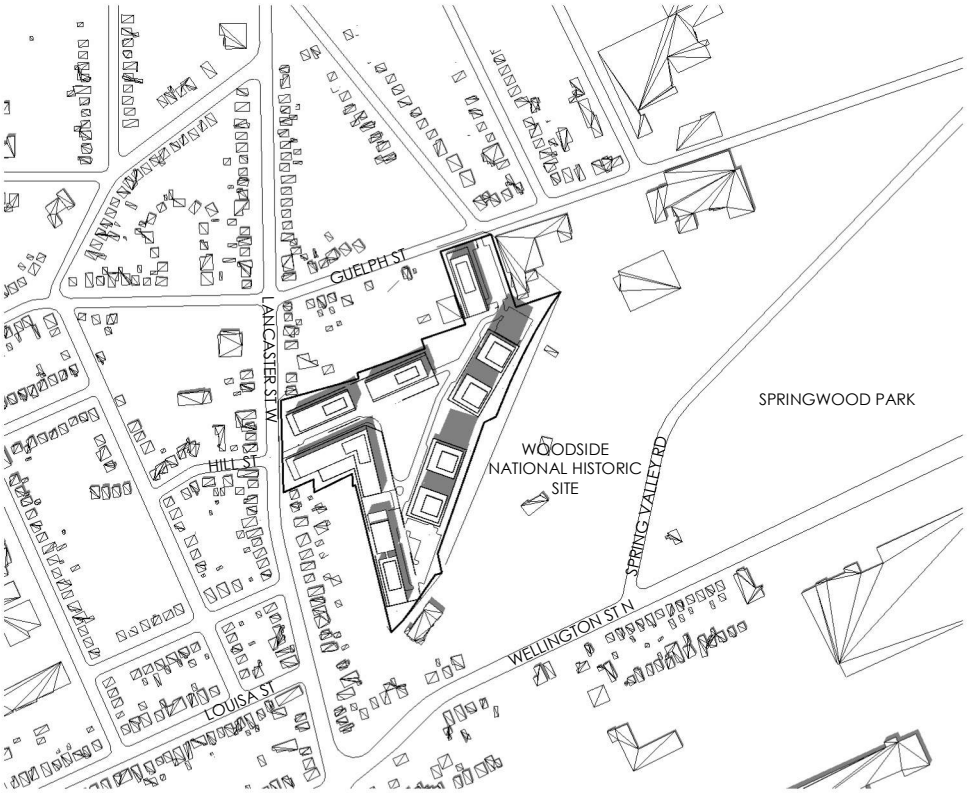 GUELPH ST
LANCASTER ST W
SPRINGWOOD PARK
WOODSIDE
NATIONAL HISTORIC
SITE
HILL ST
SPRING VALLEY RD
WELLINGTON ST N
LOUISA ST